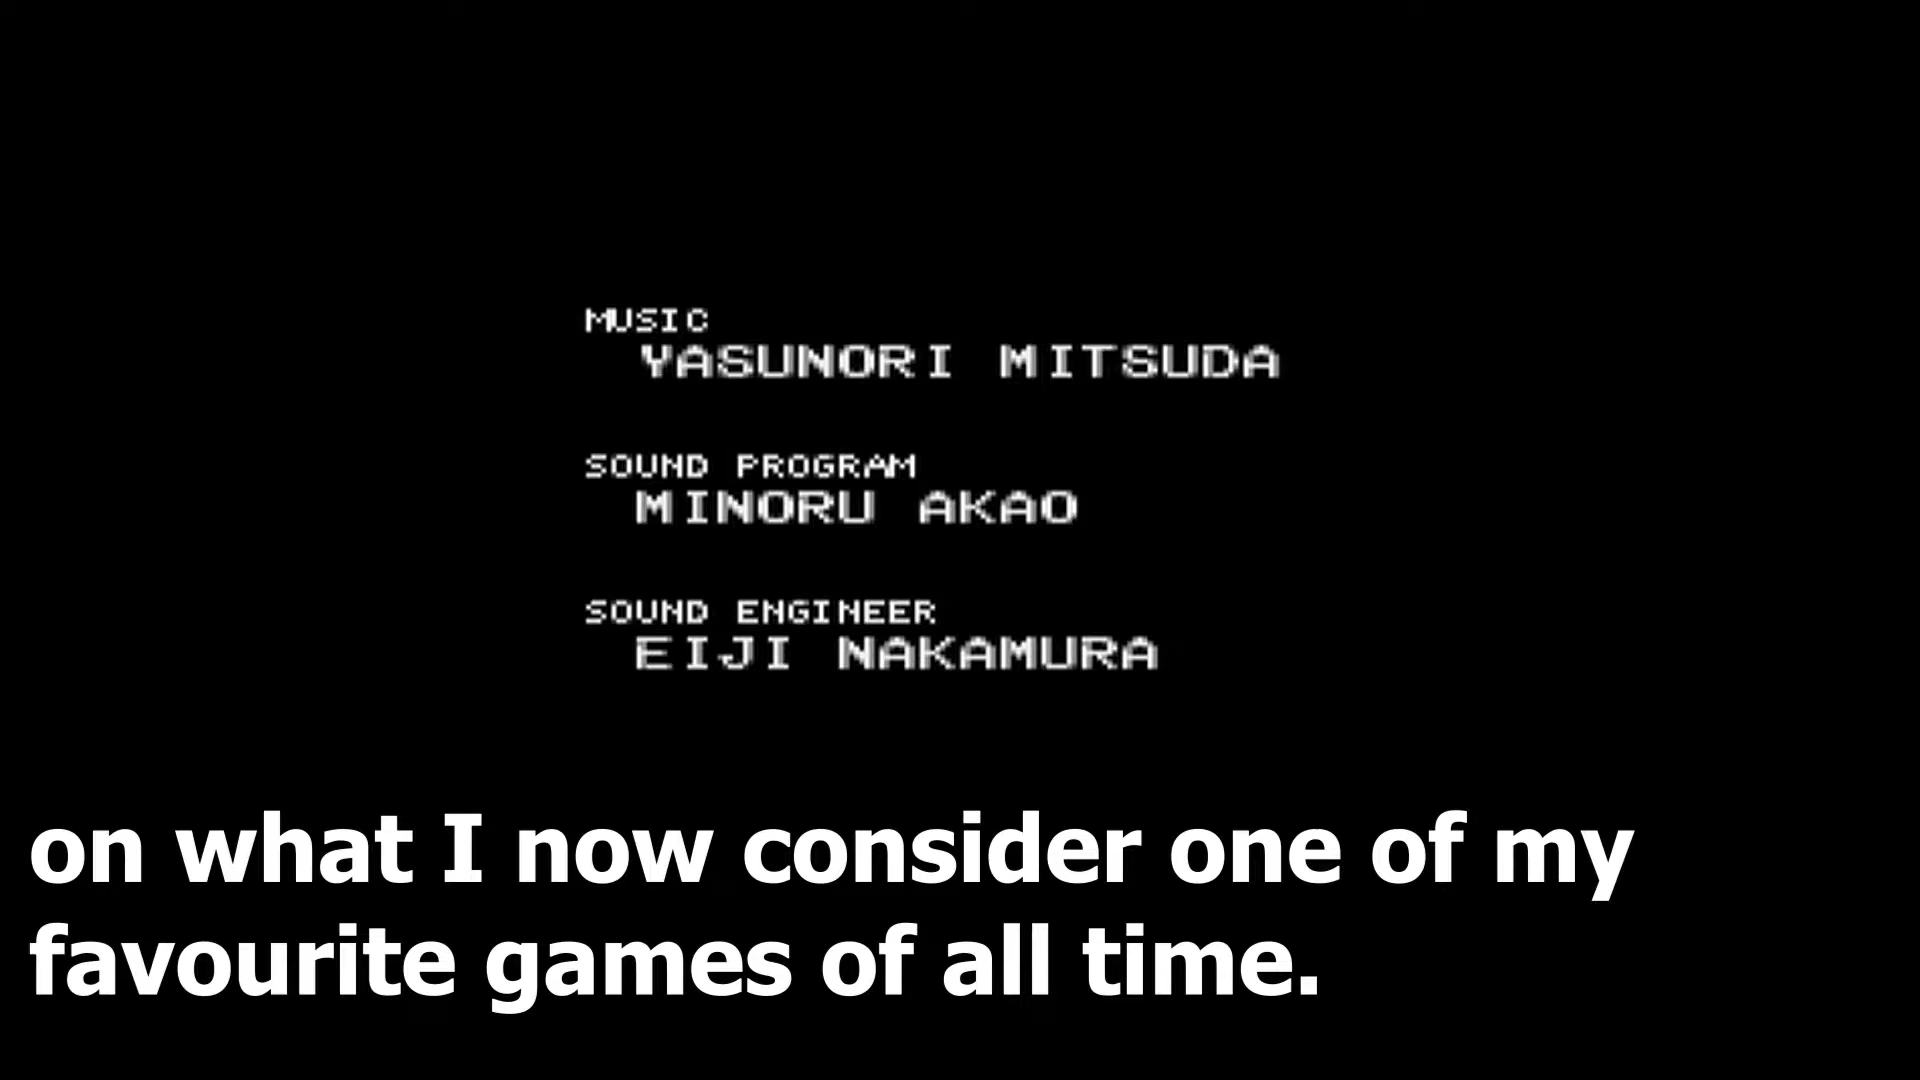 MUSIC
YASUNORI MITSUDA
SOUND PROGRAM
MINORU AKAO
SOUND ENGINEER
EIJI NAKAMURA
on what I now consider one of my
favourite games of all time.